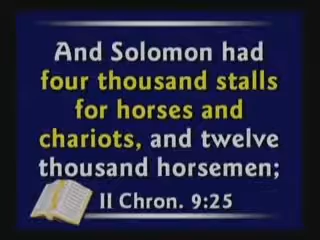 And Solomon had
four thousand stalls
for horses and
chariots, and twelve
thousand horsemen;
II Chron. 9:25